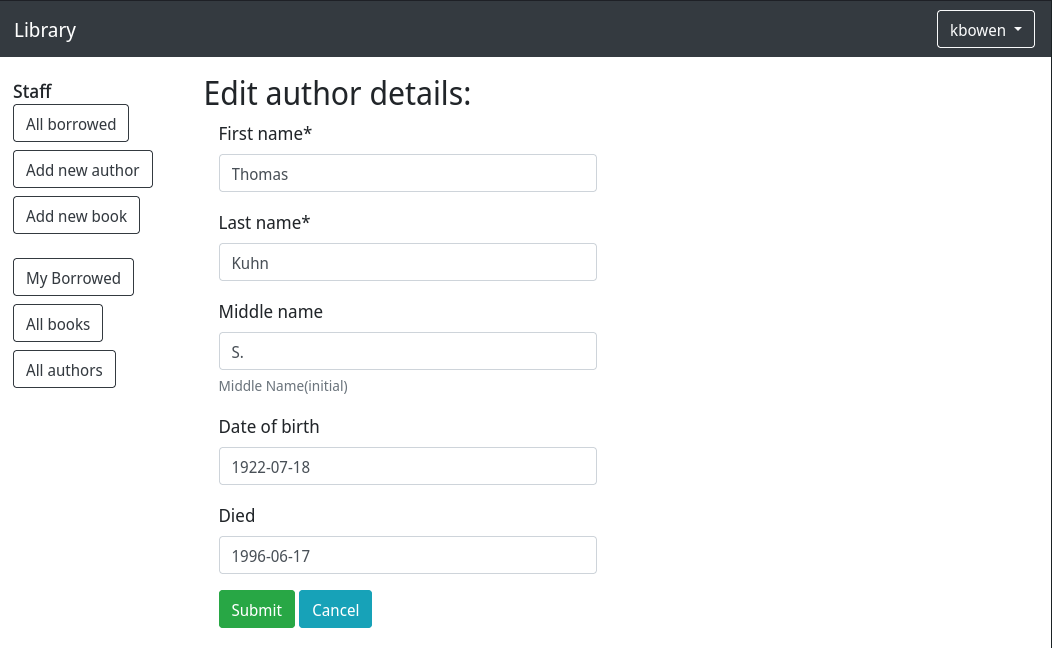 Library
kbowen
Staff
All borrowed
Add new author
Add new book
My Borrowed
All books
All authors
Edit author details:
First name*
Thomas
Last name*
Kuhn
Middle name
S.
Middle Name(initial)
Date of birth
1922-07-18
Died
1996-06-17
Submit Cancel